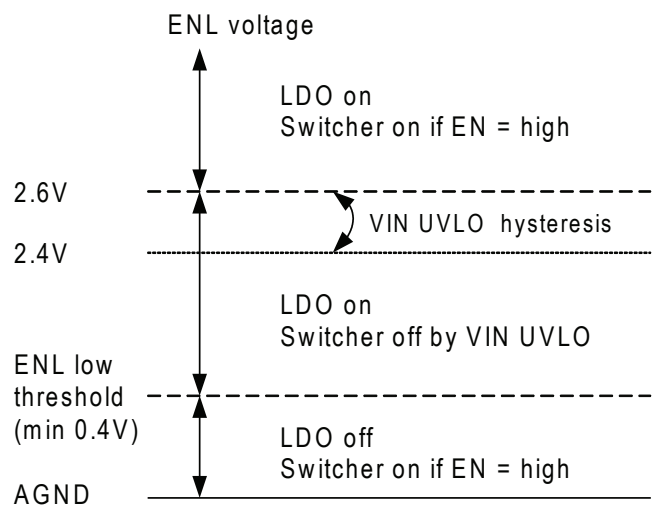 ENL voltage
LDO on
Switcher on if EN = high
2.6V
VIN UVLO hysteresis
2.4V
LDO on
Switcher off by VIN UVLO
ENL low
threshold
(min 0.4V)
LDO off
Switcher on if EN = high
AGND